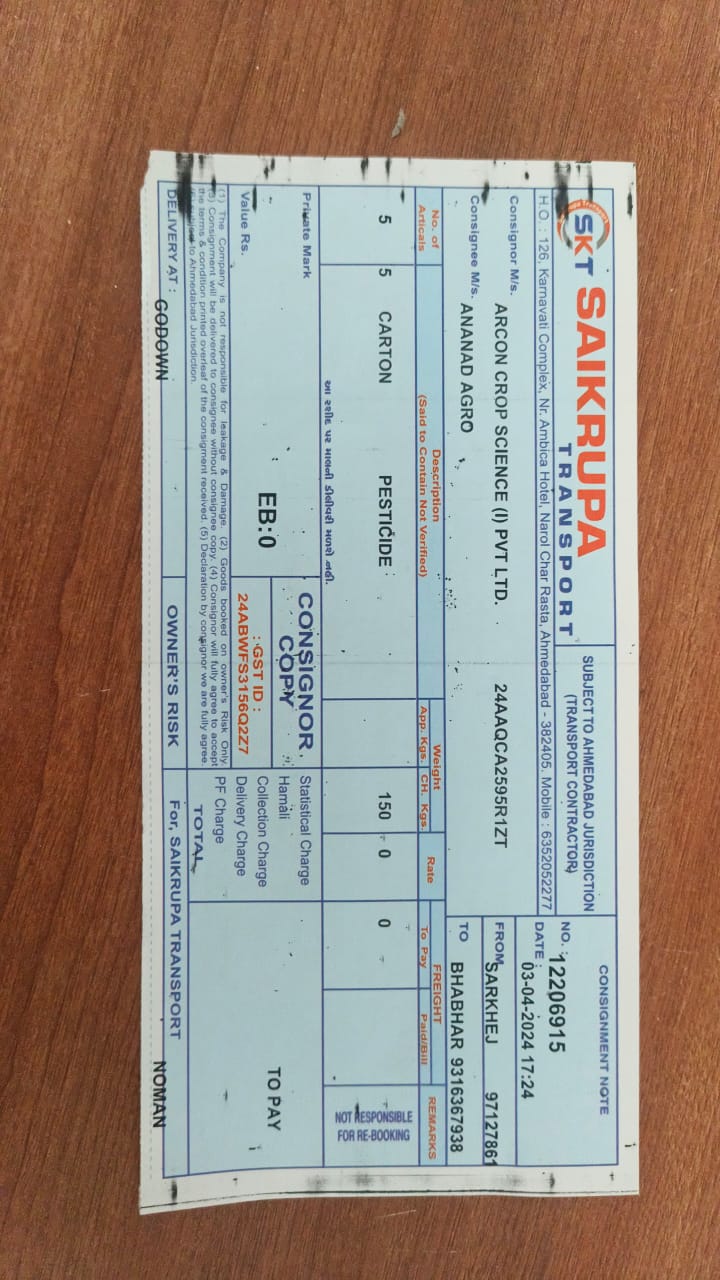 SKT SAIKRUPA
TRANSPORT
SUBJECT TO AHMEDABAD JURISDICTION
(TRANSPORT CONTRACTOR)
H.O. : 126, Karnavati Complex, Nr. Ambica Hotel, Narol Char Rasta, Ahmedabad - 382405. Mobile : 6352052277
CONSIGNMENT NOTE
NO. : 12206915
DATE : 03-04-2024 17:24
Consignor M/s. ARCON CROP SCIENCE (I) PVT LTD. 24AAQCA2595R1ZT
FROM SARKHEJ 97127861
Consignee M/s. ANANAD AGRO
TO BHABHAR 9316367938
No. of Articals
Description
(Said to Contain Not Verified)
Weight
App. Kgs. CH. Kgs.
Rate
FREIGHT
To Pay Paid/Bill
REMARKS
5 5 CARTON PESTICIDE 150 0 0
NOT RESPONSIBLE
FOR RE-BOOKING
આ રસીદ પર માલની ડીલીવરી મળશે નહીં.
Private Mark
CONSIGNOR
COPY
Statistical Charge
Hamali
EB:0
TO PAY
Value Rs.
: GST ID :
24ABWFS3156Q2Z7
Collection Charge
Delivery Charge
PF Charge
TOTAL
(1) The Company is not responsible for leakage & Damage. (2) Goods booked on owner's Risk Only.
(3) Consignment will be delivered to consignee without consignee copy. (4) Consignor will fully agree to accept
the terms & condition printed overleaf of the consigment received. (5) Declaration by consignor we are fully agree.
to Ahmedabad Jurisdiction.
DELIVERY AT : GODOWN
OWNER'S RISK
For, SAIKRUPA TRANSPORT
NOMAN